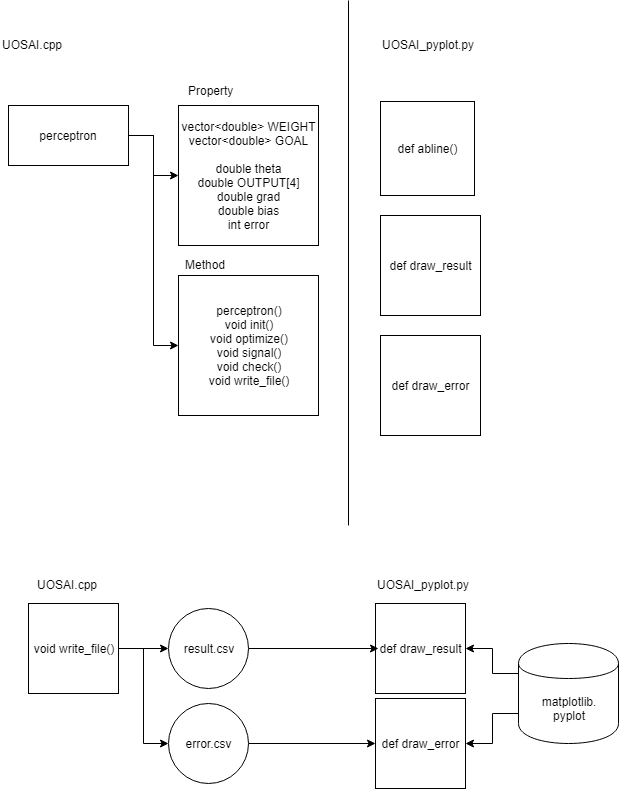 UOSAI.cpp
UOSAI_pyplot.py
Property
perceptron
vector<double> WEIGHT
vector<double> GOAL
double theta
double OUTPUT[4]
double grad
double bias
int error
Method
perceptron()
void init()
void optimize()
void signal()
void check()
void write_file()
def abline()
def draw_result
def draw_error
UOSAI.cpp
UOSAI_pyplot.py
void write_file()
result.csv
def draw_result
error.csv
def draw_error
matplotlib.
pyplot